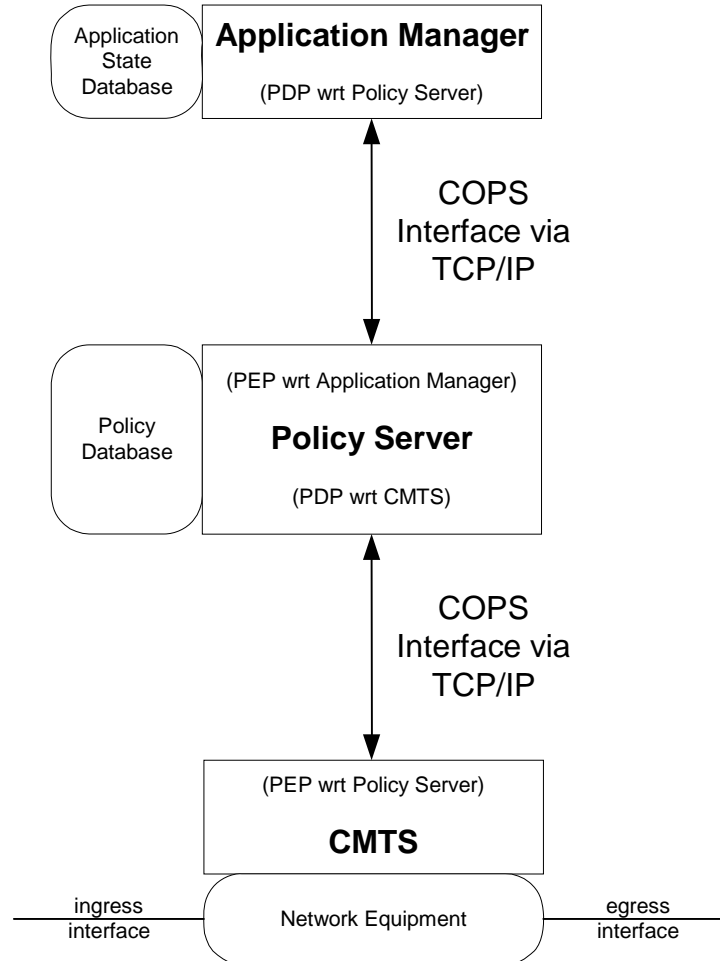 Application
State
Database
Application Manager
(PDP wrt Policy Server)
COPS
Interface via
TCP/IP
Policy
Database
(PEP wrt Application Manager)
Policy Server
(PDP wrt CMTS)
COPS
Interface via
TCP/IP
(PEP wrt Policy Server)
CMTS
ingress
interface
Network Equipment
egress
interface